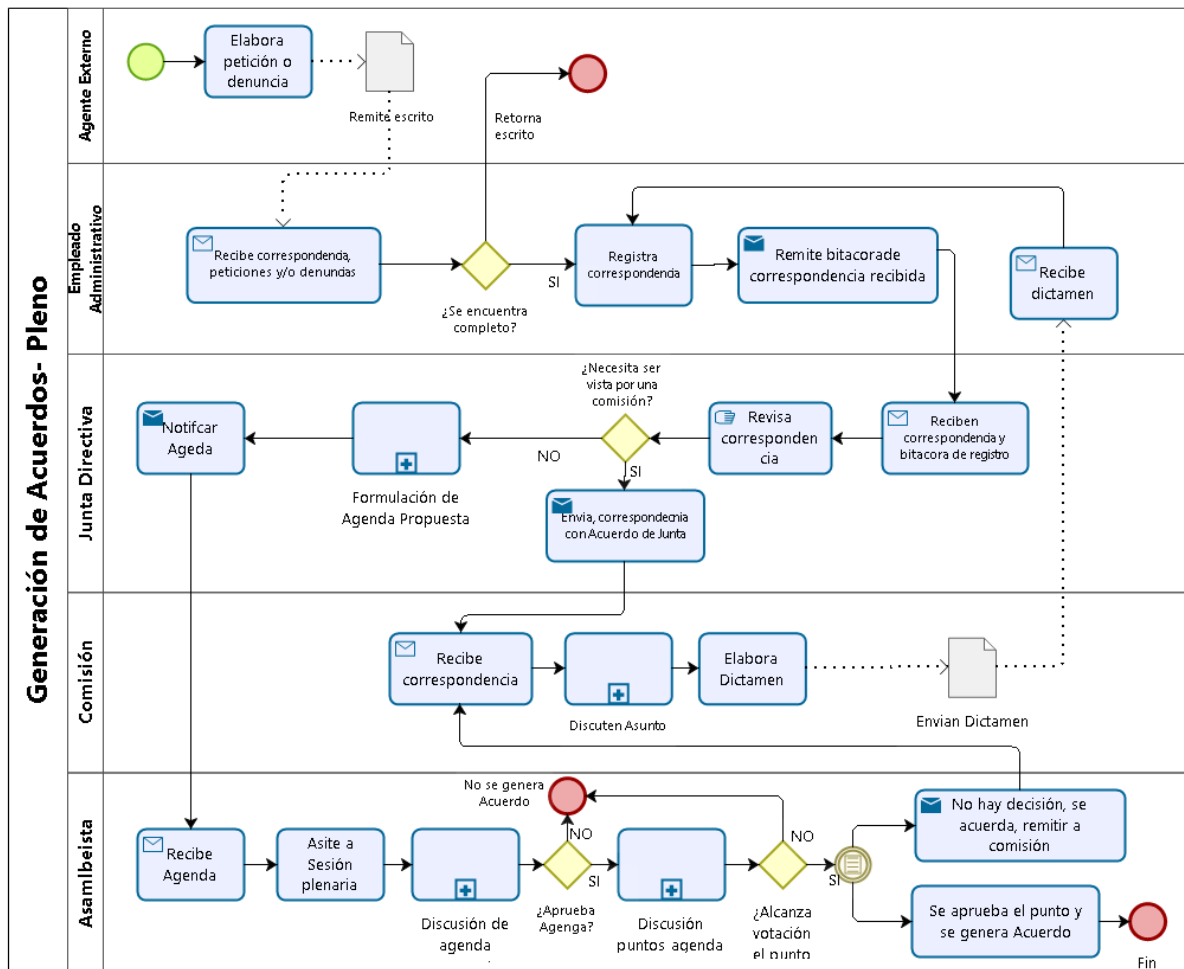 Generación de Acuerdos- Pleno
Agente Externo
Elabora
petición o
denuncia
Remite escrito
Retorna
escrito
Empleado
Administrativo
Recibe correspondencia,
peticiones y/o denuncias
¿Se encuentra
completo?
SI
Registra
correspondencia
Remite bitacorade
correspondencia recibida
Recibe
dictamen
Junta Directiva
Notifcar
Ageda
Formulación de
Agenda Propuesta
NO
¿Necesita ser
vista por una
comisión?
SI
Revisa
corresponden
cia
Reciben
correspondencia y
bitacora de registro
Envia, correspondecnia
con Acuerdo de Junta
Comisión
Recibe
correspondencia
Discuten Asunto
Elabora
Dictamen
Envian Dictamen
Asamlbeista
Recibe
Agenda
Asite a
Sesión
plenaria
Discusión de
agenda
No se genera
Acuerdo
NO
SI
¿Aprueba
Agenga?
Discusión
puntos agenda
NO
SI
¿Alcanza
votación
el punto
No hay decisión, se
acuerda, remitir a
comisión
Se aprueba el punto y
se genera Acuerdo
Fin